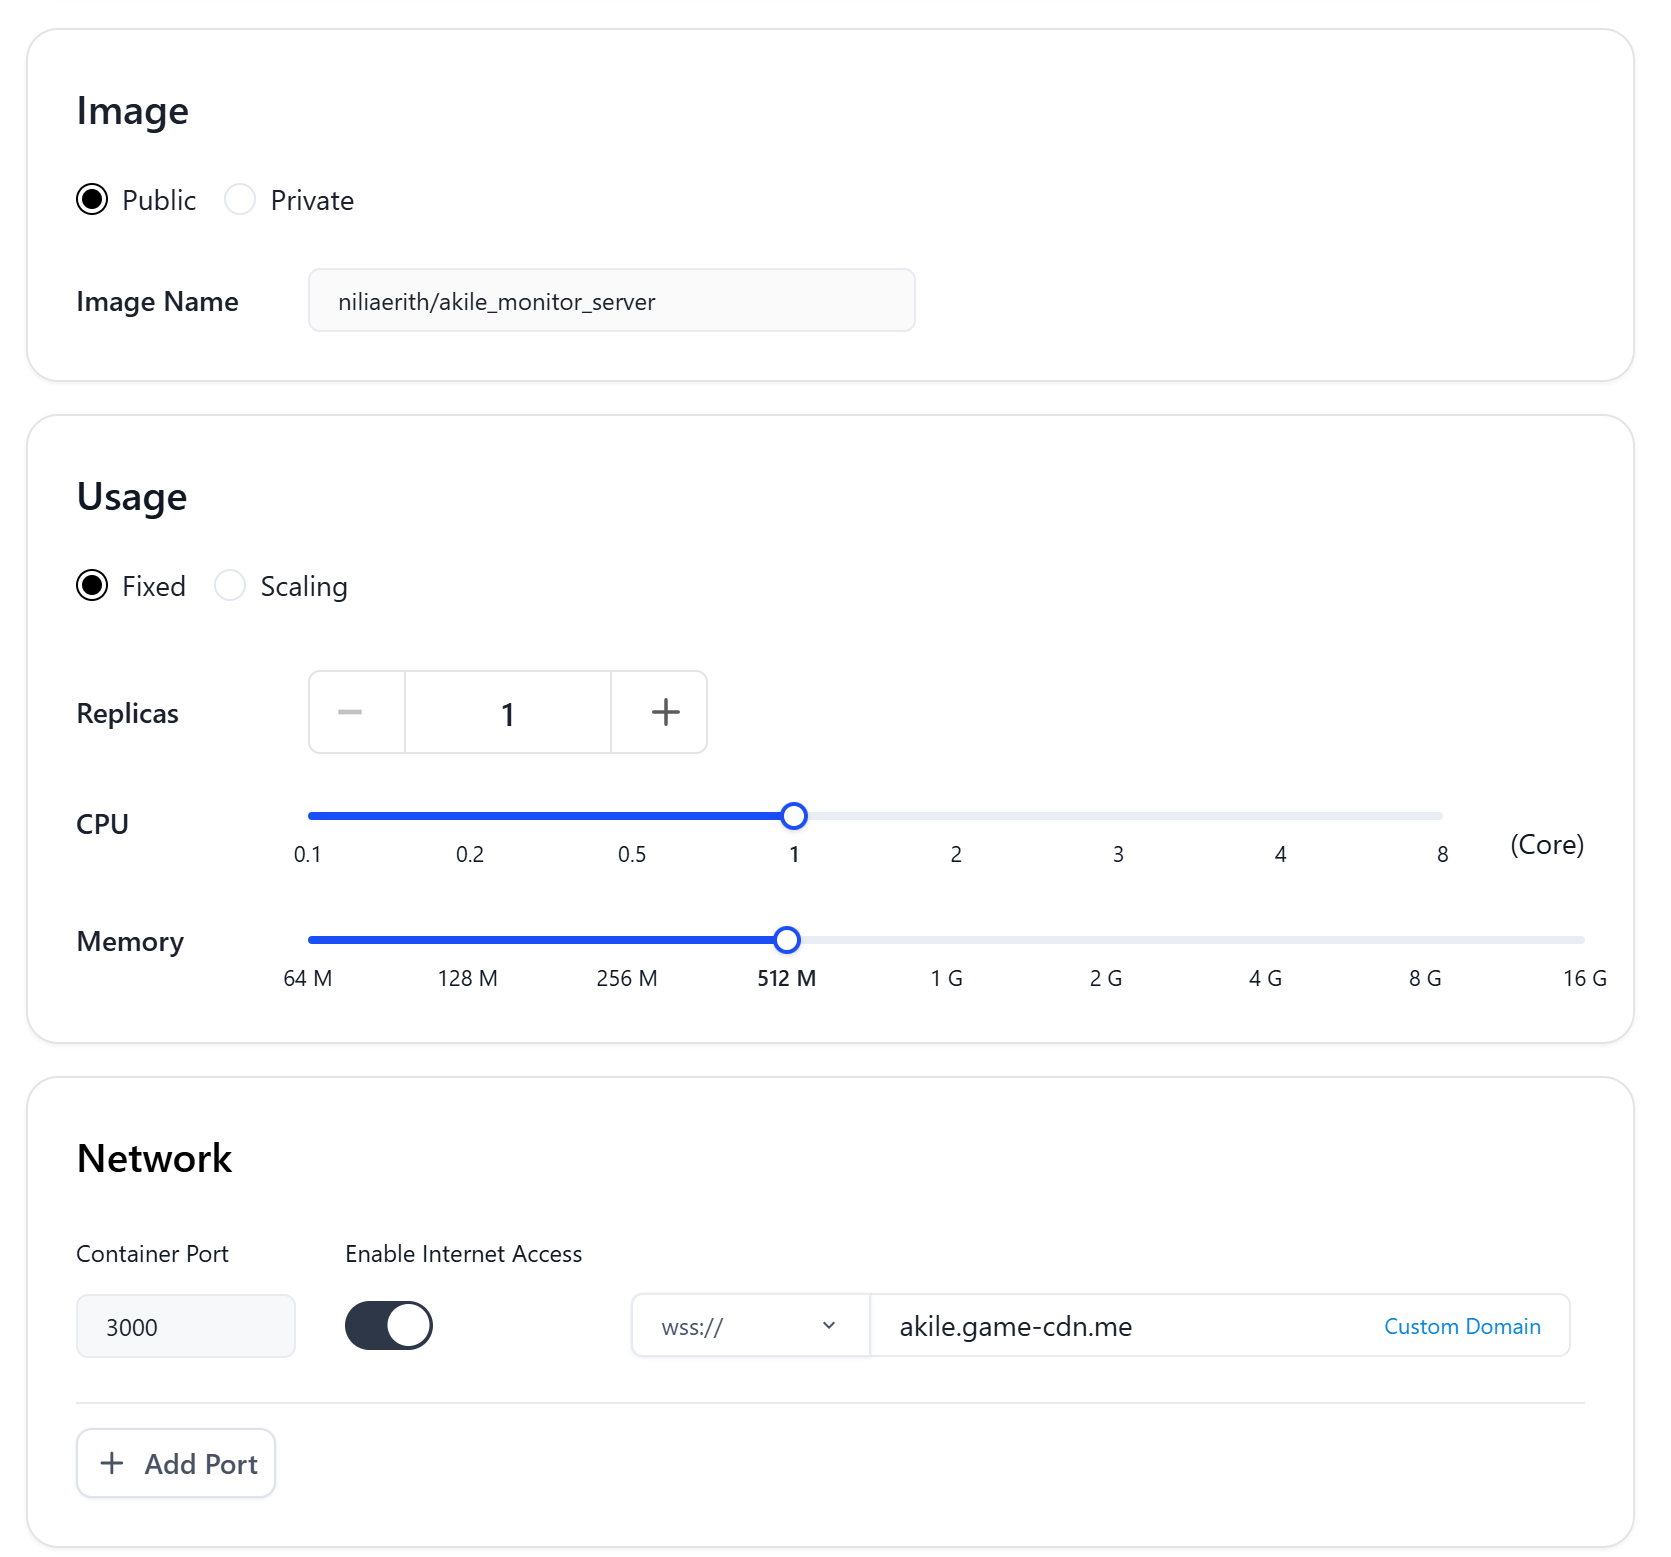 Image
Public Private
Image Name niliaerith/akile_monitor_server
Usage
Fixed Scaling
Replicas 1
CPU
0.1 0.2 0.5 1 2 3 4 8 (Core)
Memory
64 M 128 M 256 M 512 M 1 G 2 G 4 G 8 G 16 G
Network
Container Port Enable Internet Access
3000 wss:// akile.game-cdn.me Custom Domain
Add Port